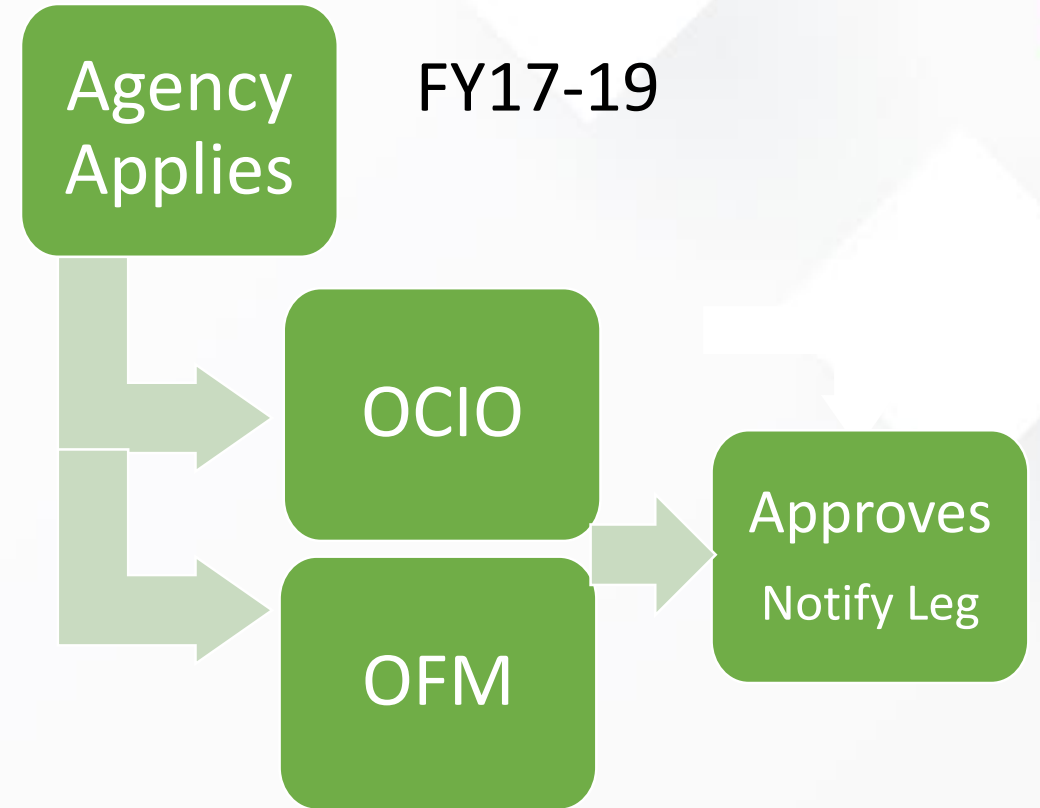 Agency
Applies
FY17-19
OCIO
OFM
Approves
Notify Leg